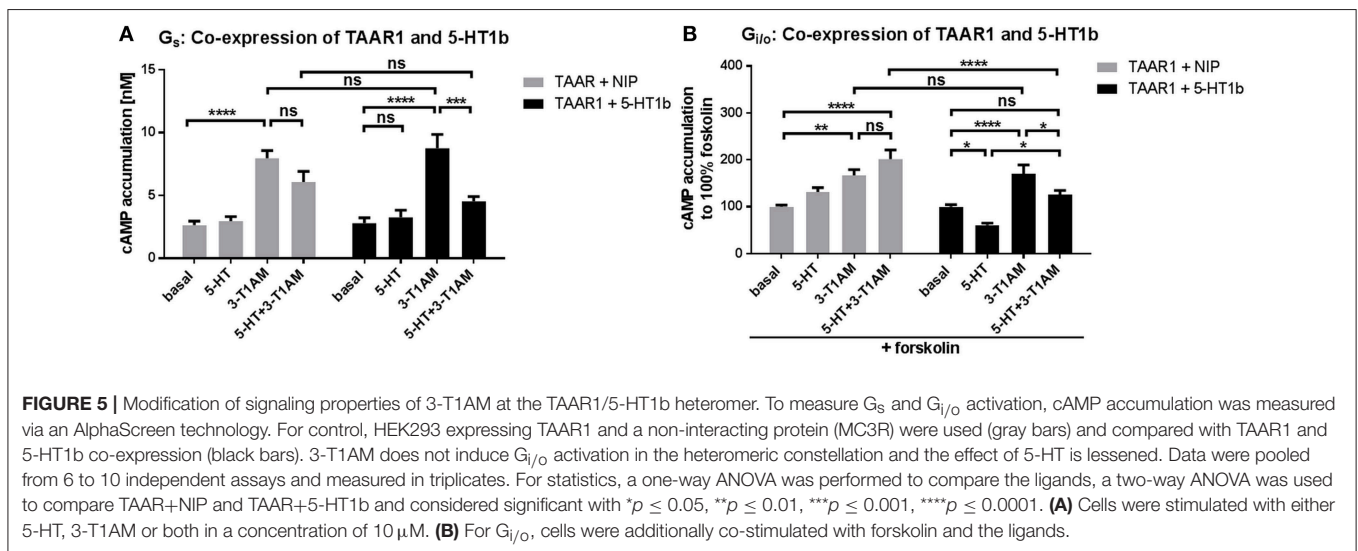 A G_s: Co-expression of TAAR1 and 5-HT1b
cAMP accumulation [nM]
15
10
5
0
ns
ns
****
ns
****
***
ns
TAAR + NIP
TAAR1 + 5-HT1b
basal
5-HT
3-T1AM
5-HT+3-T1AM
basal
5-HT
3-T1AM
5-HT+3-T1AM
B G_i/o: Co-expression of TAAR1 and 5-HT1b
cAMP accumulation
to 100% foskolin
400
300
200
100
0
****
ns
****
ns
**
ns
****
*
*
*
TAAR1 + NIP
TAAR1 + 5-HT1b
basal
5-HT
3-T1AM
5-HT+3-T1AM
basal
5-HT
3-T1AM
5-HT+3-T1AM
+ forskolin
FIGURE 5 | Modification of signaling properties of 3-T1AM at the TAAR1/5-HT1b heteromer. To measure G_S and G_i/o activation, cAMP accumulation was measured
via an AlphaScreen technology. For control, HEK293 expressing TAAR1 and a non-interacting protein (MC3R) were used (gray bars) and compared with TAAR1 and
5-HT1b co-expression (black bars). 3-T1AM does not induce G_i/o activation in the heteromeric constellation and the effect of 5-HT is lessened. Data were pooled
from 6 to 10 independent assays and measured in triplicates. For statistics, a one-way ANOVA was performed to compare the ligands, a two-way ANOVA was used
to compare TAAR+NIP and TAAR+5-HT1b and considered significant with *p ≤ 0.05, **p ≤ 0.01, ***p ≤ 0.001, ****p ≤ 0.0001. (A) Cells were stimulated with either
5-HT, 3-T1AM or both in a concentration of 10 μM. (B) For G_i/o, cells were additionally co-stimulated with forskolin and the ligands.